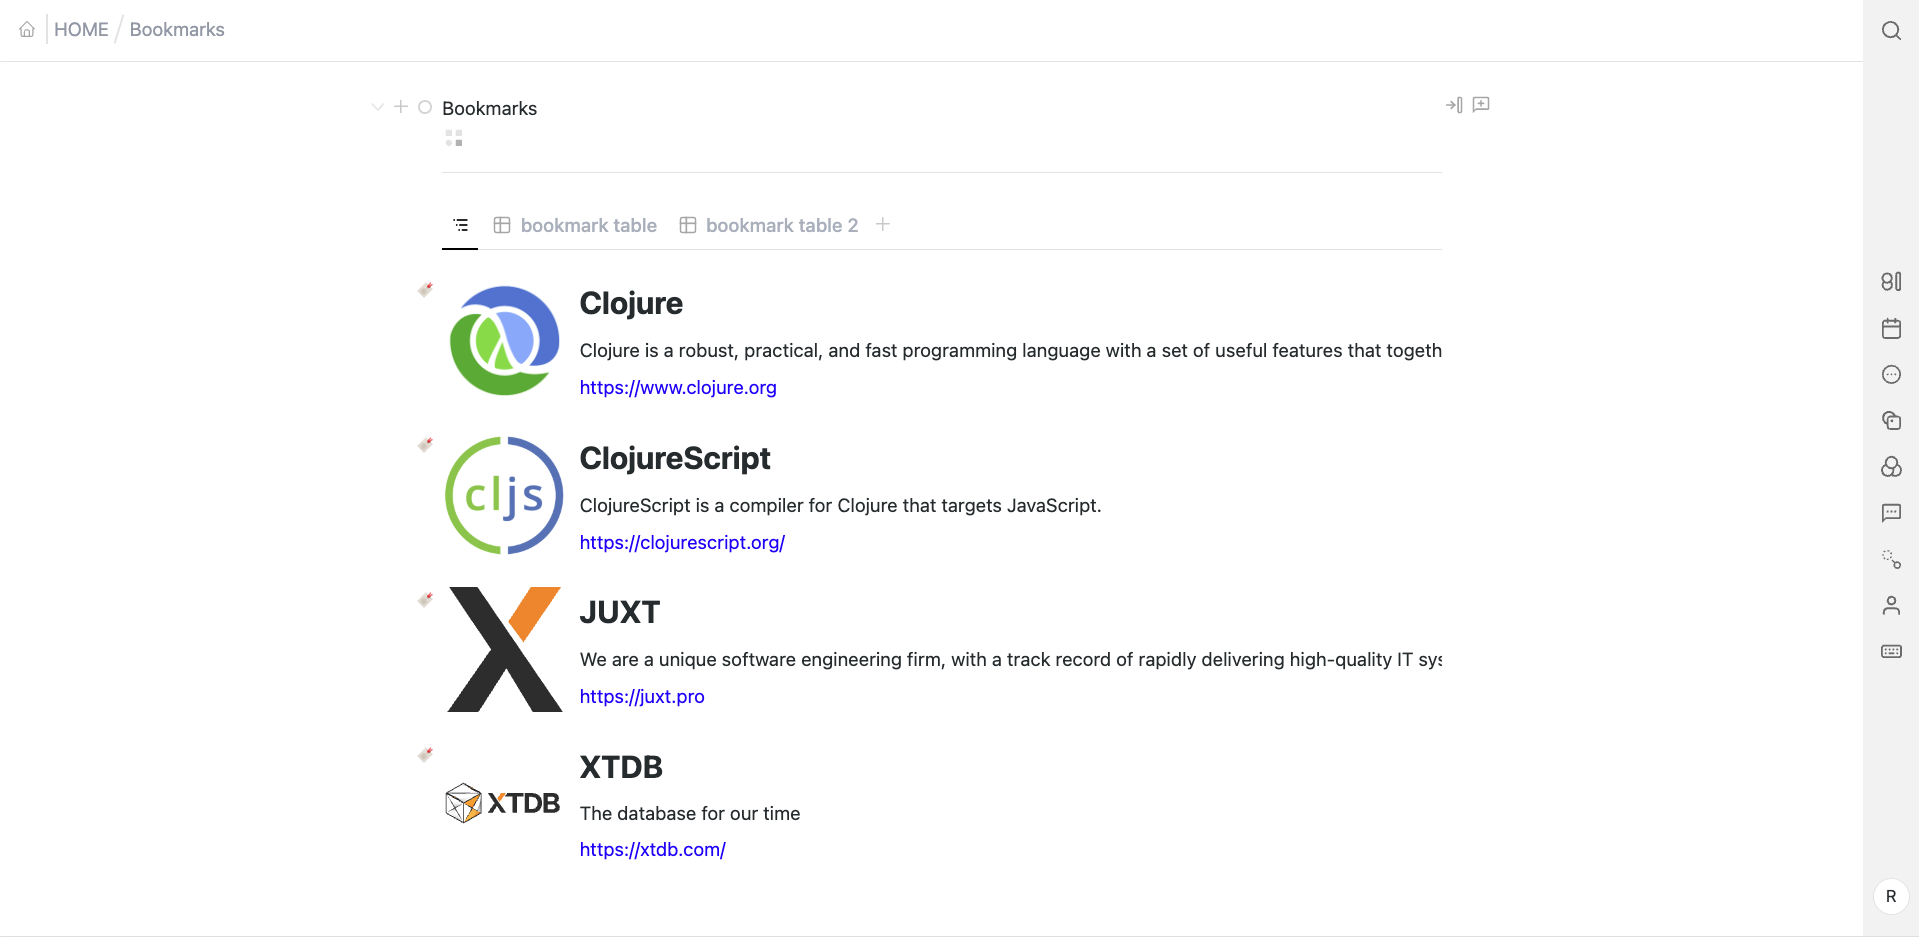 HOME / Bookmarks
Bookmarks
bookmark table
bookmark table 2
Clojure
Clojure is a robust, practical, and fast programming language with a set of useful features that togeth
https://www.clojure.org
cljs
ClojureScript
ClojureScript is a compiler for Clojure that targets JavaScript.
https://clojurescript.org/
JUXT
We are a unique software engineering firm, with a track record of rapidly delivering high-quality IT sys
https://juxt.pro
XTDB
XTDB
The database for our time
https://xtdb.com/
R